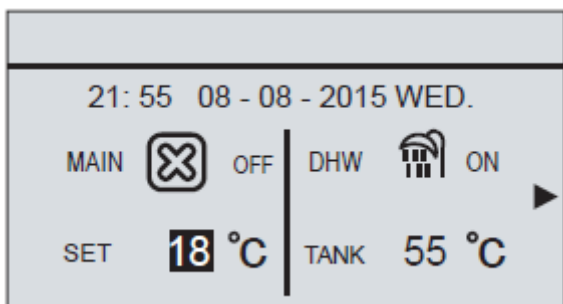 21: 55 08 - 08 - 2015 WED.
MAIN OFF DHW ON
SET 18 °C TANK 55 °C